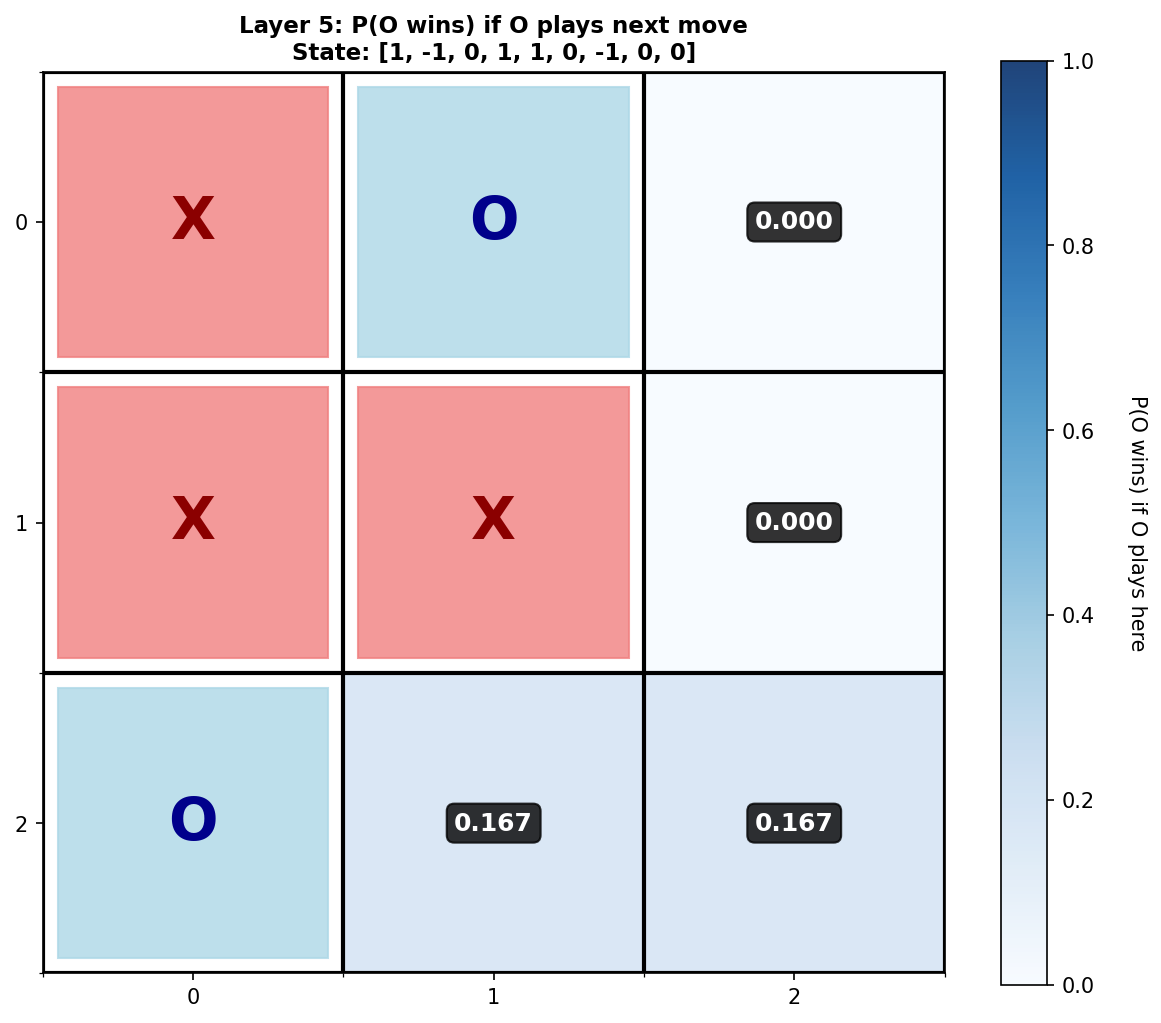 Layer 5: P(O wins) if O plays next move
State: [1, -1, 0, 1, 1, 0, -1, 0, 0]
0
X
O
0.000
1
X
X
0.000
2
O
0.167
0.167
0
1
2
1.0
0.8
0.6
0.4
0.2
0.0
P(O wins) if O plays here